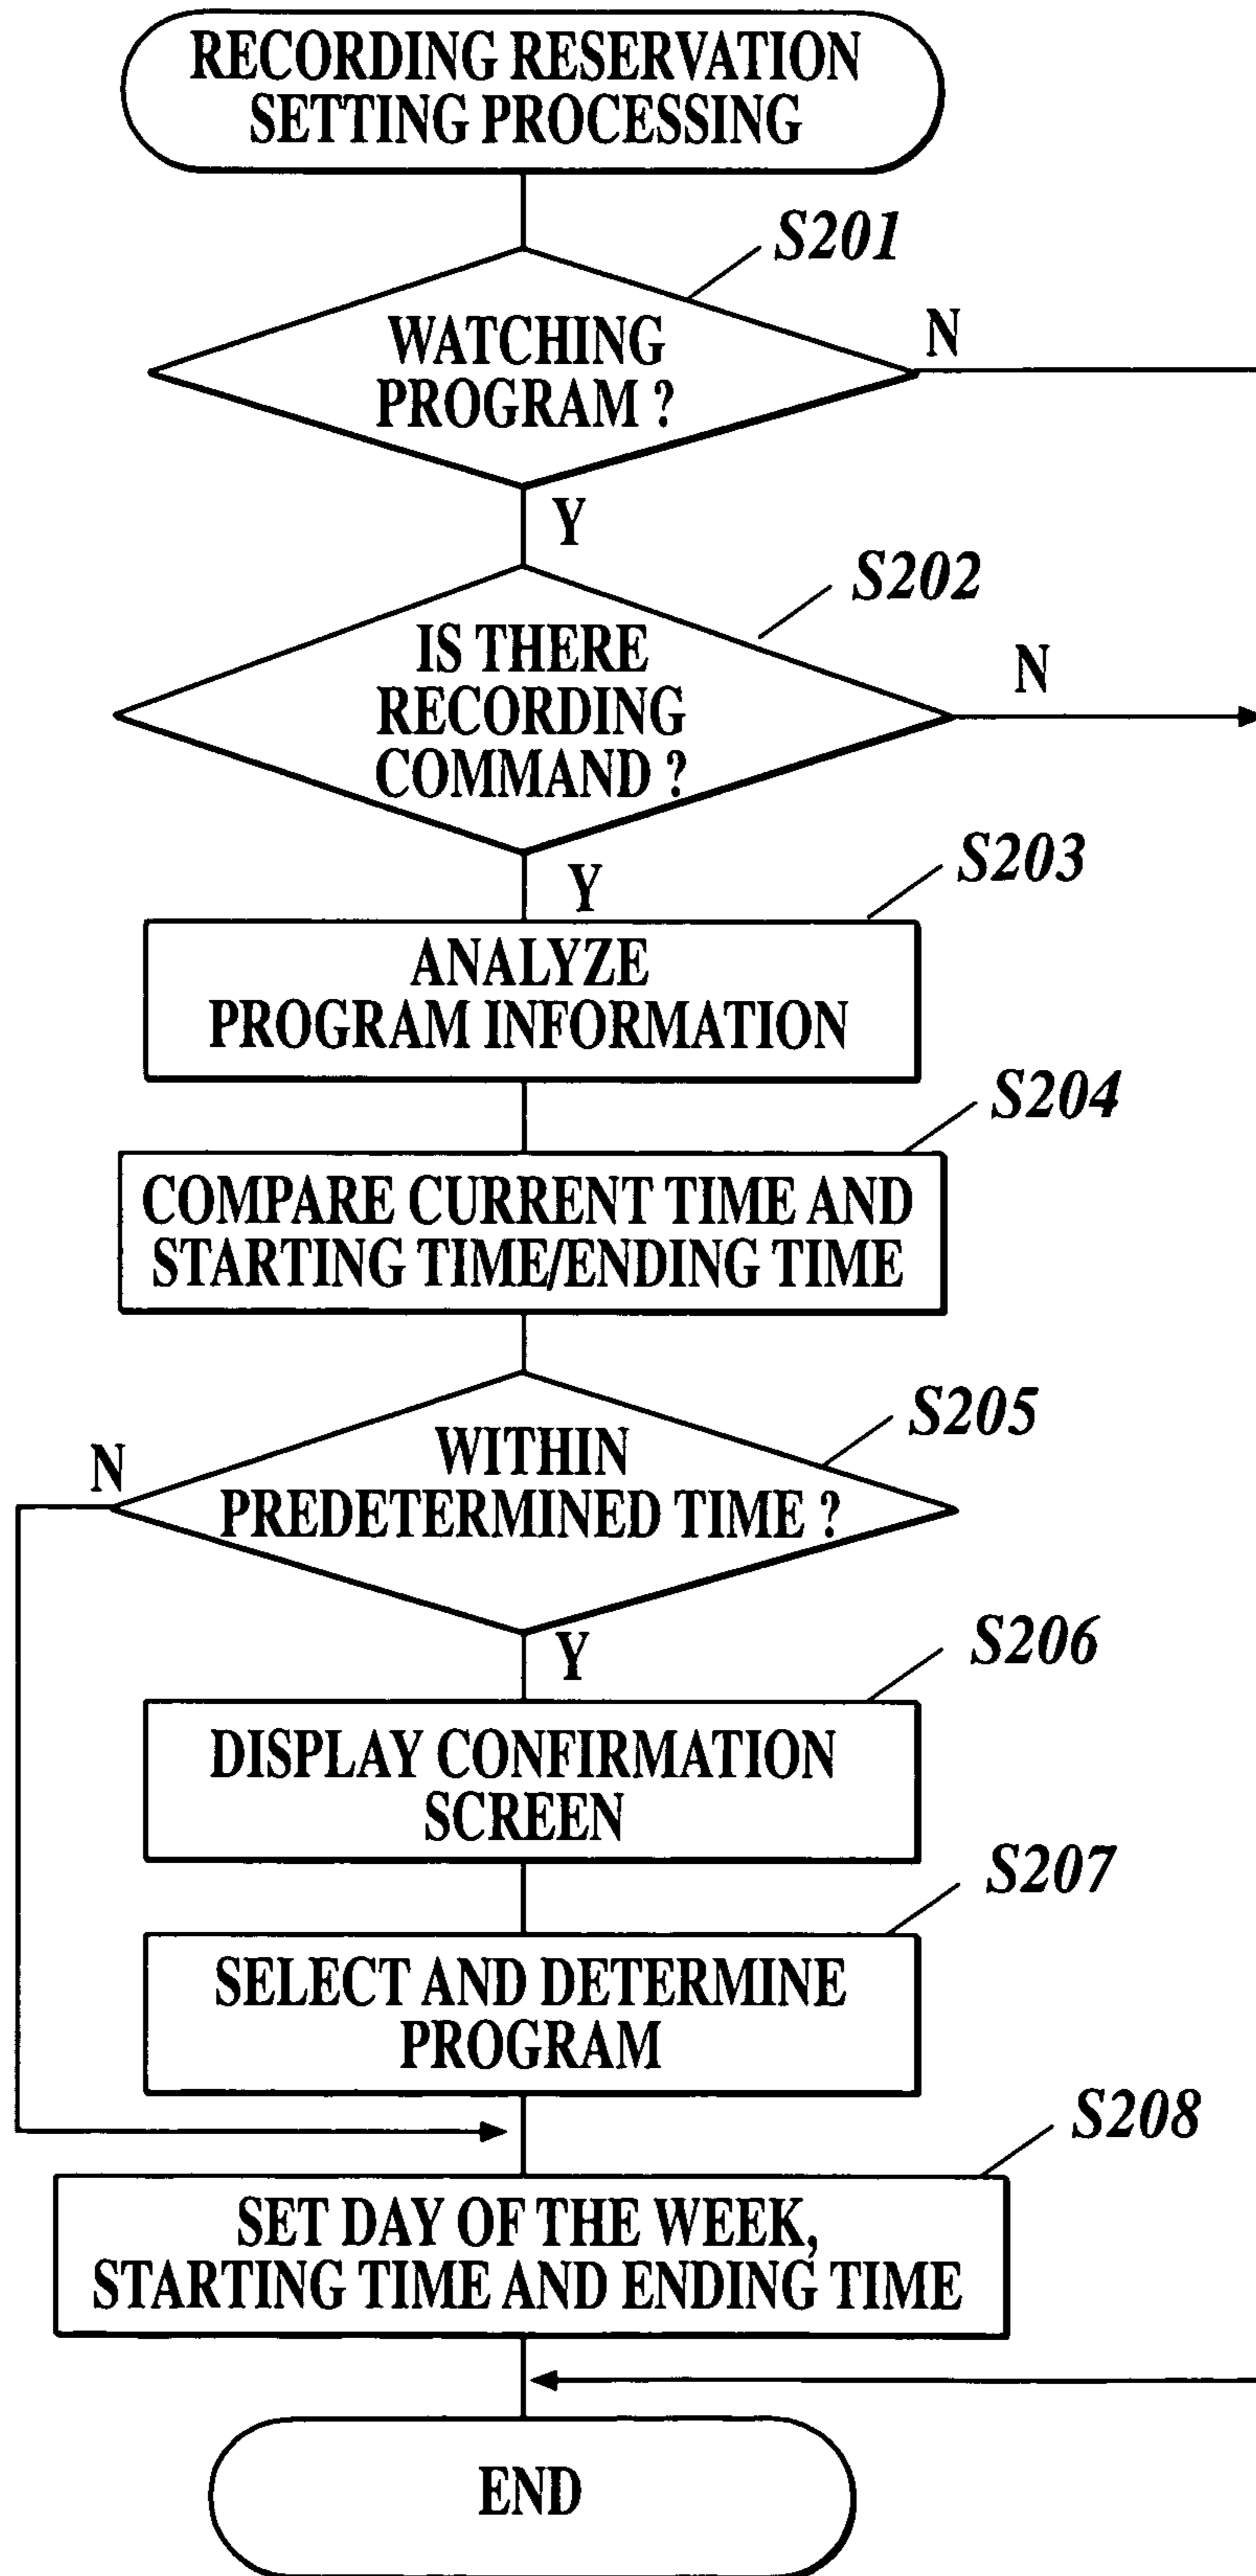 RECORDING RESERVATION
SETTING PROCESSING
S201
WATCHING
PROGRAM ?
N
Y
S202
IS THERE
RECORDING
COMMAND ?
N
Y
S203
ANALYZE
PROGRAM INFORMATION
S204
COMPARE CURRENT TIME AND
STARTING TIME/ENDING TIME
S205
N
WITHIN
PREDETERMINED TIME ?
Y
S206
DISPLAY CONFIRMATION
SCREEN
S207
SELECT AND DETERMINE
PROGRAM
S208
SET DAY OF THE WEEK,
STARTING TIME AND ENDING TIME
END